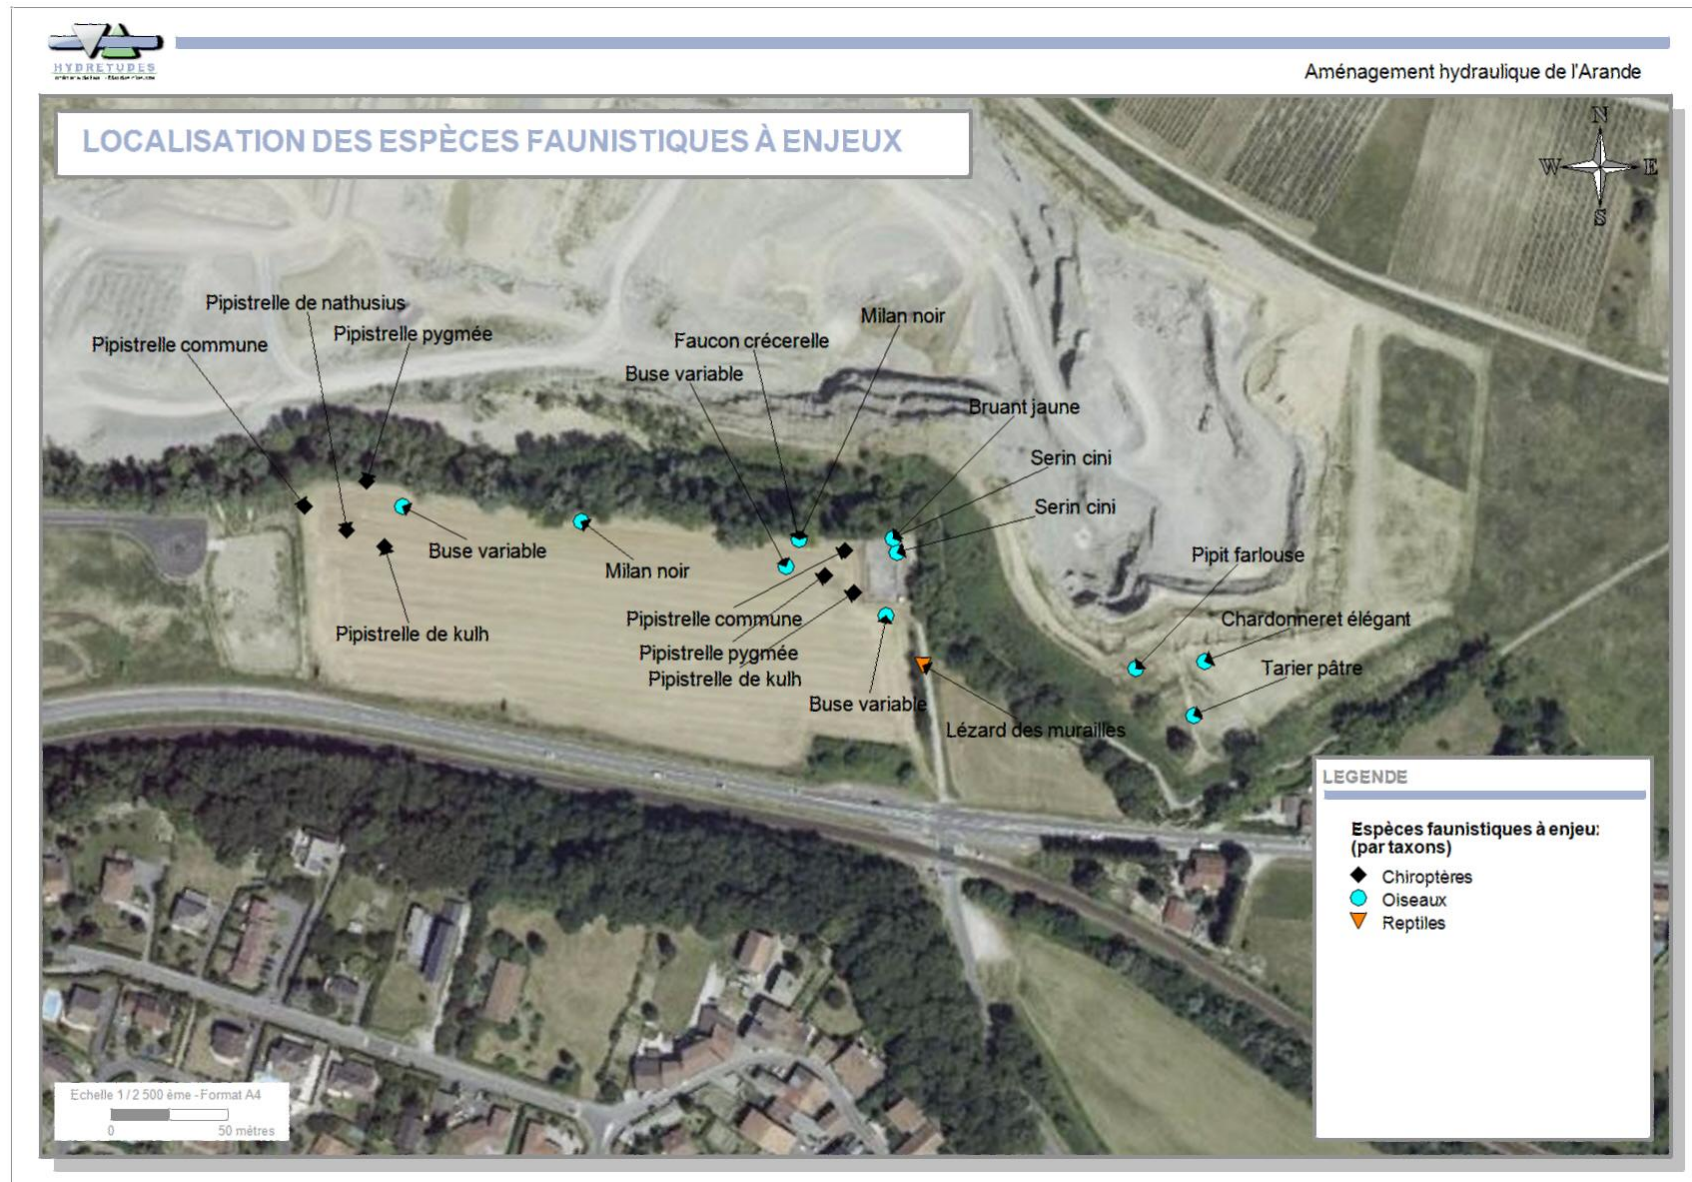 HYDRETUDES
Aménagement hydraulique de l'Arande
LOCALISATION DES ESPÈCES FAUNISTIQUES À ENJEUX
N
W
E
S
Pipistrelle de nathusius
Pipistrelle pygmée
Pipistrelle commune
Milan noir
Faucon crécerelle
Buse variable
Bruant jaune
Serin cini
Serin cini
Pipit farlouse
Buse variable
Milan noir
Pipistrelle commune
Chardonneret élégant
Pipistrelle de kulh
Pipistrelle pygmée
Tarier pâtre
Pipistrelle de kulh
Buse variable
Lézard des murailles
LEGENDE
Espèces faunistiques à enjeu
(par taxons)
Chiroptères
Oiseaux
Reptiles
Echelle 1 / 2 500 ème - Format A4
0 50 mètres